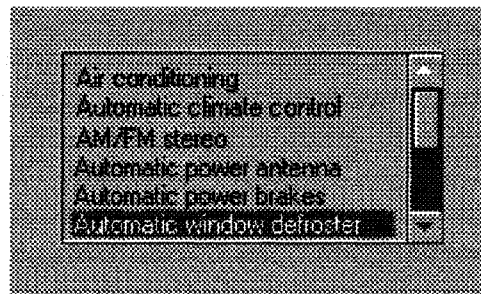 Air conditioning
Automatic climate control
AM/FM stereo
Automatic power antenna
Automatic power brakes
Automatic window defroster